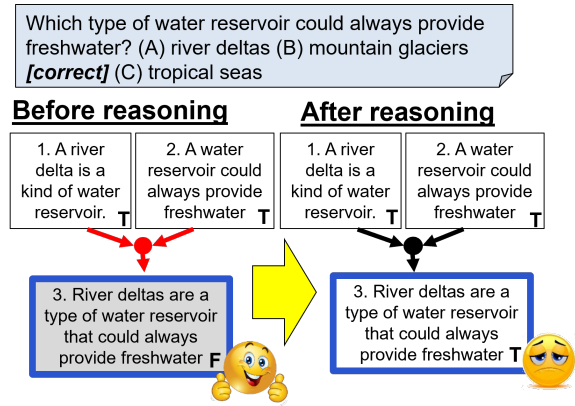 Which type of water reservoir could always provide
freshwater? (A) river deltas (B) mountain glaciers
[correct] (C) tropical seas
Before reasoning
After reasoning
1. A river
delta is a
kind of water
reservoir. T
2. A water
reservoir could
always provide
freshwater T
1. A river
delta is a
kind of water
reservoir. T
2. A water
reservoir could
always provide
freshwater T
3. River deltas are a
type of water reservoir
that could always
provide freshwater F
3. River deltas are a
type of water reservoir
that could always
provide freshwater T